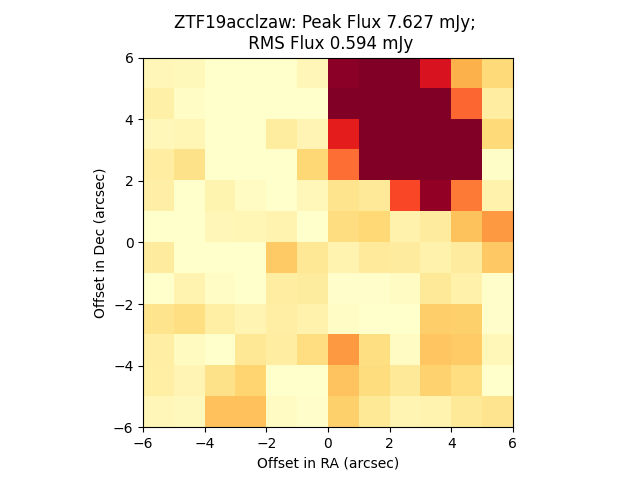 ZTF19acclzaw: Peak Flux 7.627 mJy;
RMS Flux 0.594 mJy
6
4
2
0
−2
−4
−6
Offset in Dec (arcsec)
−6 −4 −2 0 2 4 6
Offset in RA (arcsec)